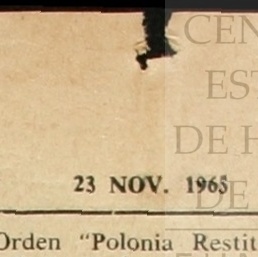 CEN
EST
DE H
DE
23 NOV. 1965
Orden "Polonia Restit